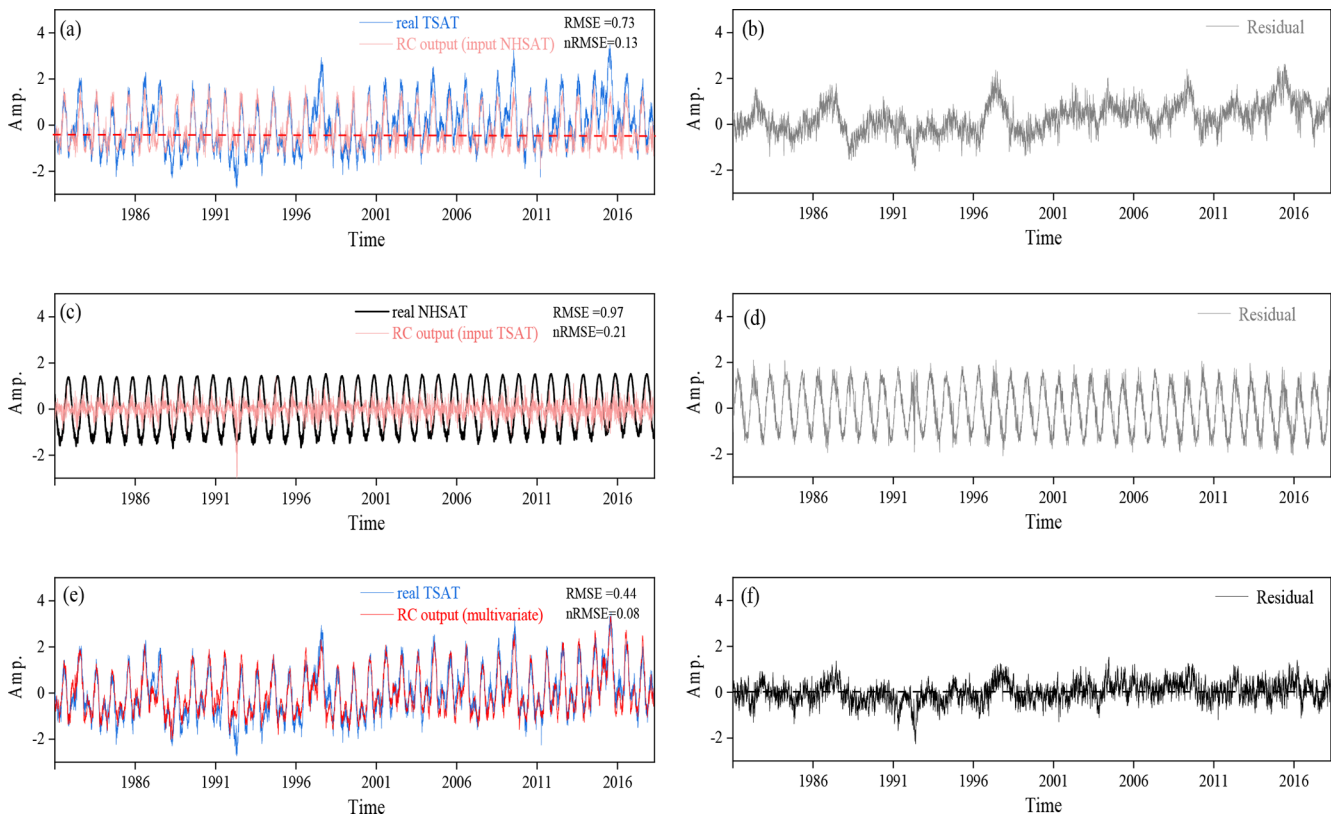 (a)
real TSAT
RMSE =0.73
RC output (input NHSAT)
nRMSE=0.13
4
2
0
-2
Amp.
1986 1991 1996 2001 2006 2011 2016
Time
(b)
Residual
4
2
0
-2
Amp.
1986 1991 1996 2001 2006 2011 2016
Time
(c)
real NHSAT
RMSE =0.97
RC output (input TSAT)
nRMSE=0.21
4
2
0
-2
Amp.
1986 1991 1996 2001 2006 2011 2016
Time
(d)
Residual
4
2
0
-2
Amp.
1986 1991 1996 2001 2006 2011 2016
Time
(e)
real TSAT
RMSE =0.44
RC output (multivariate)
nRMSE=0.08
4
2
0
-2
Amp.
1986 1991 1996 2001 2006 2011 2016
Time
(f)
Residual
4
2
0
-2
Amp.
1986 1991 1996 2001 2006 2011 2016
Time